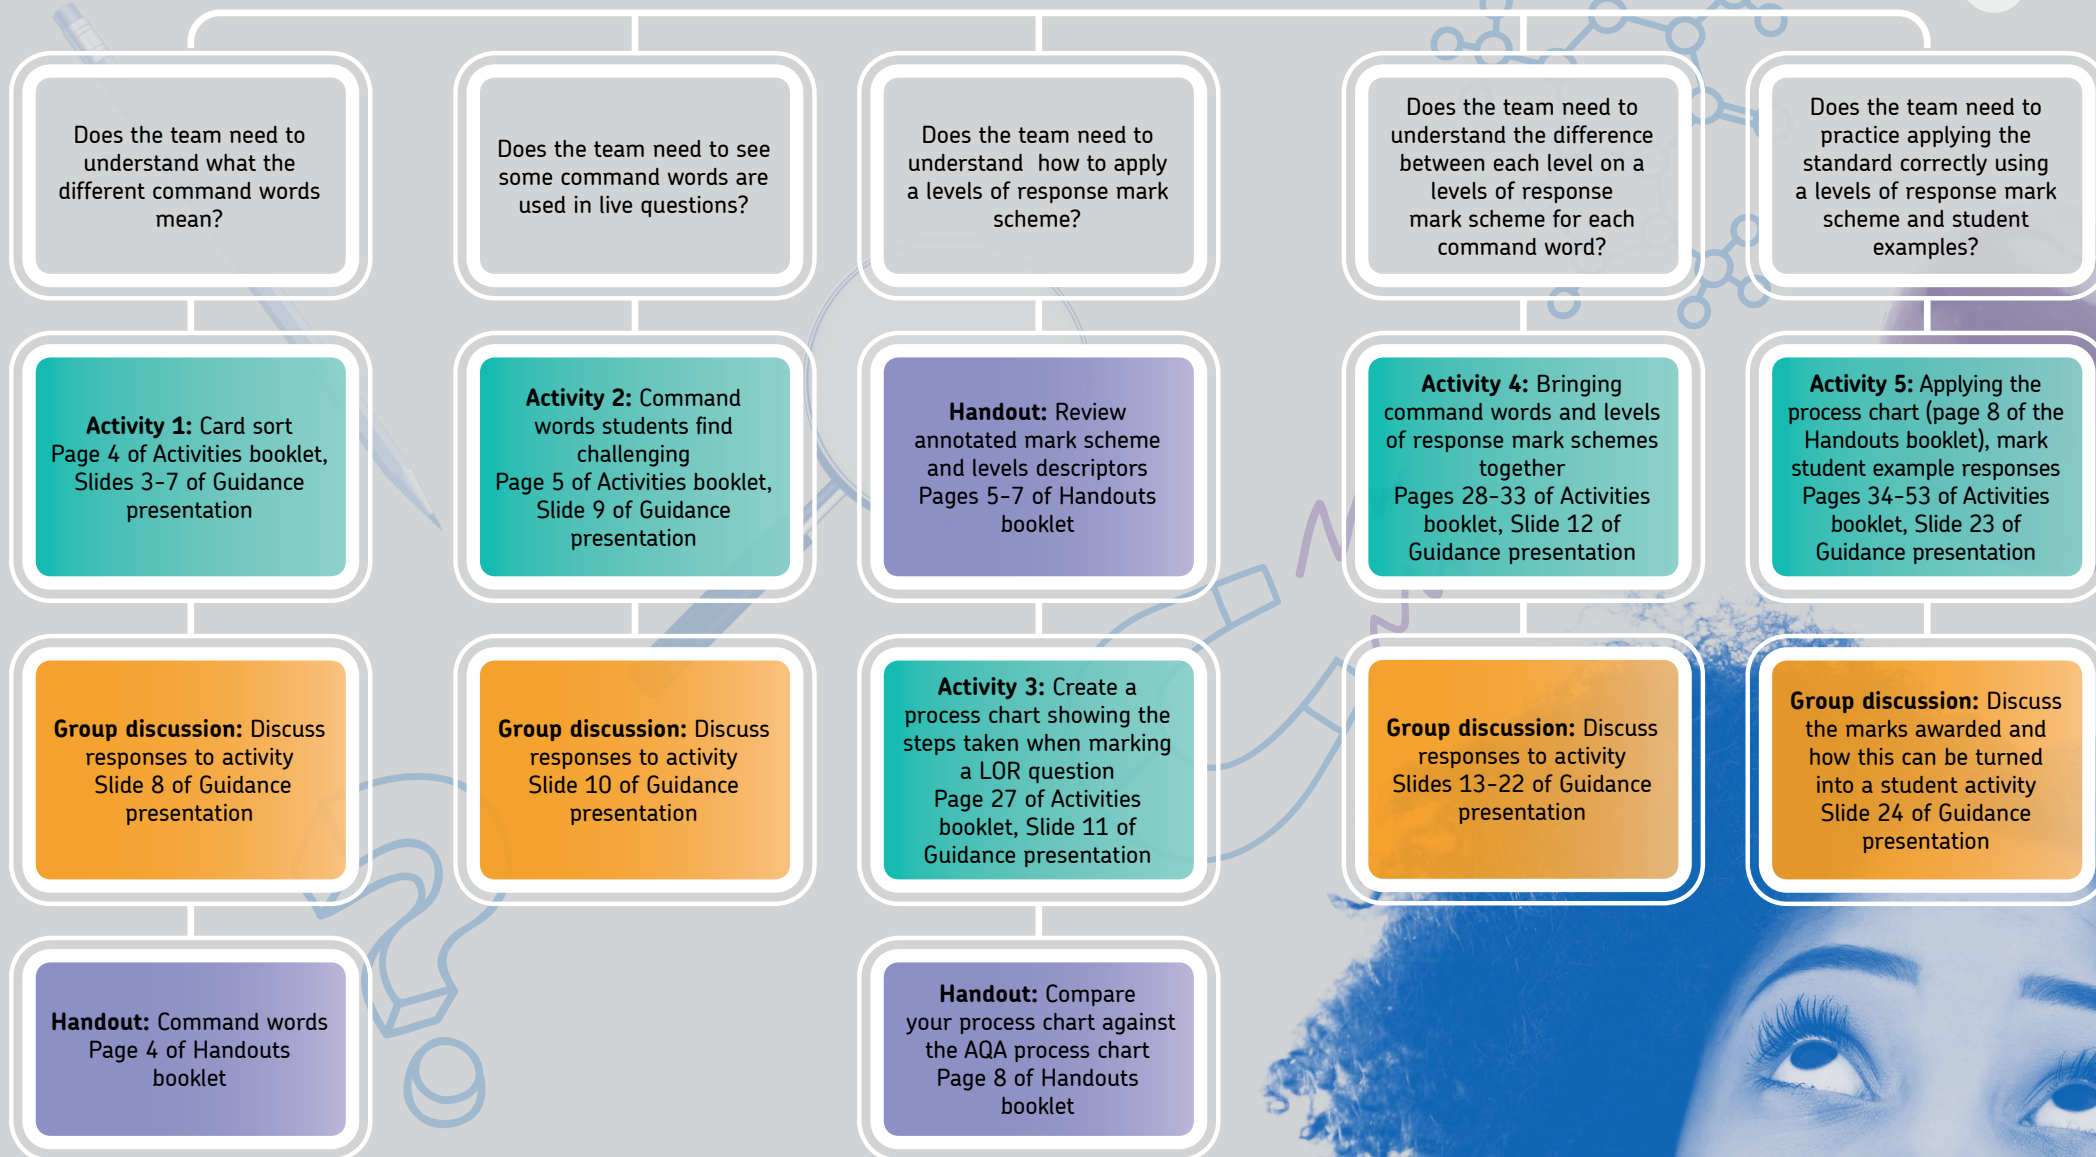 Does the team need to
understand what the
different command words
mean?
Activity 1: Card sort
Page 4 of Activities booklet,
Slides 3-7 of Guidance
presentation
Group discussion: Discuss
responses to activity
Slide 8 of Guidance
presentation
Handout: Command words
Page 4 of Handouts
booklet
Does the team need to see
some command words are
used in live questions?
Activity 2: Command
words students find
challenging
Page 5 of Activities booklet,
Slide 9 of Guidance
presentation
Group discussion: Discuss
responses to activity
Slide 10 of Guidance
presentation
Does the team need to
understand how to apply
a levels of response mark
scheme?
Handout: Review
annotated mark scheme
and levels descriptors
Pages 5-7 of Handouts
booklet
Activity 3: Create a
process chart showing the
steps taken when marking
a LOR question
Page 27 of Activities
booklet, Slide 11 of
Guidance presentation
Handout: Compare
your process chart against
the AQA process chart
Page 8 of Handouts
booklet
Does the team need to
understand the difference
between each level on a
levels of response
mark scheme for each
command word?
Activity 4: Bringing
command words and levels
of response mark schemes
together
Pages 28-33 of Activities
booklet, Slide 12 of
Guidance presentation
Group discussion: Discuss
responses to activity
Slides 13-22 of Guidance
presentation
Does the team need to
practice applying the
standard correctly using
a levels of response mark
scheme and student
examples?
Activity 5: Applying the
process chart (page 8 of the
Handouts booklet), mark
student example responses
Pages 34-53 of Activities
booklet, Slide 23 of
Guidance presentation
Group discussion: Discuss
the marks awarded and
how this can be turned
into a student activity
Slide 24 of Guidance
presentation